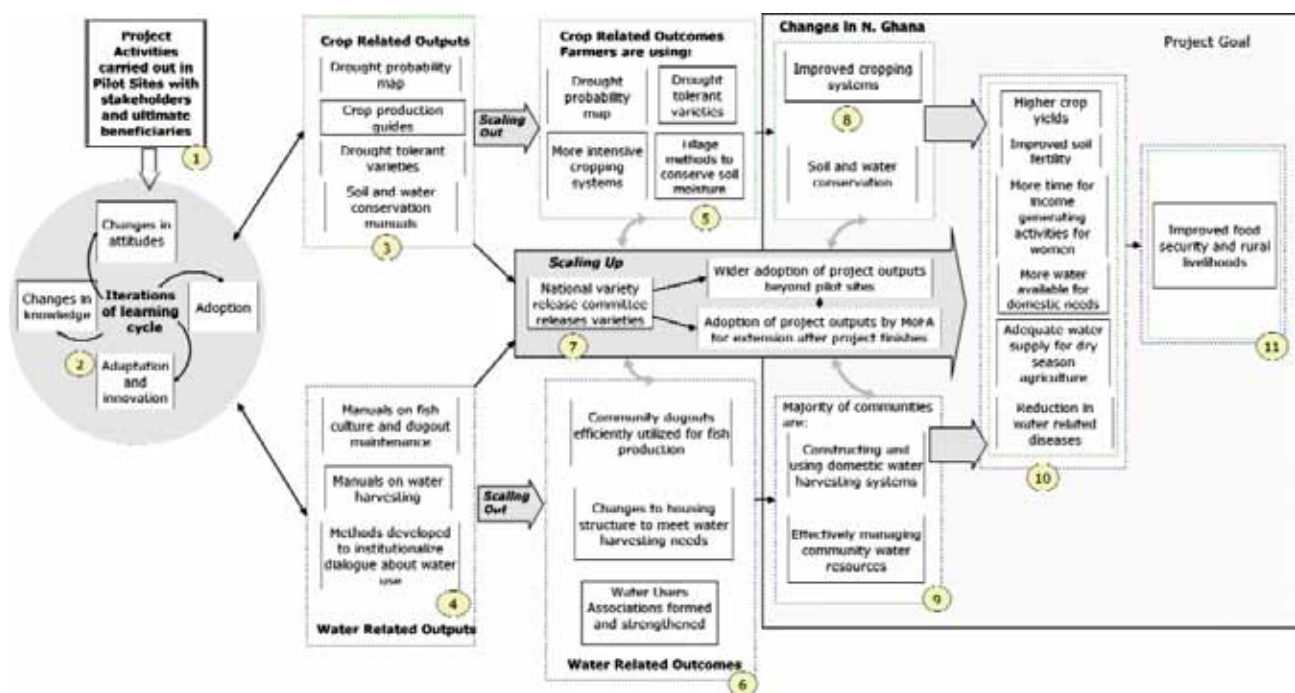 Project
Activities
carried out in
Pilot Sites with
stakeholders
and ultimate
beneficiaries
1
Changes in
attitudes
Changes in
knowledge
Iterations
of learning
cycle
Adoption
2
Adaptation and
innovation
Crop Related Outputs
Drought probability
map
Crop production
guides
Drought tolerant
varieties
Soil and water
conservation
manuals
3
Scaling
Out
Crop Related Outcomes
Farmers are using:
Drought
probability
map
Drought
tolerant
varieties
More intensive
cropping
systems
Tillage
methods to
conserve soil
moisture
5
Changes in N. Ghana
Project Goal
Improved cropping
systems
8
Soil and water
conservation
Scaling Up
National variety
release committee
releases varieties
7
Wider adoption of project outputs
beyond pilot sites
Adoption of project outputs by MoFA
for extension after project finishes
Manuals on fish
culture and dugout
maintenance
Manuals on water
harvesting
Methods developed
to institutionalize
dialogue about water
use
4
Water Related Outputs
Scaling
Out
Community dugouts
efficiently utilized for fish
production
Changes to housing
structure to meet water
harvesting needs
Water Users
Associations formed
and strengthened
Water Related Outcomes
6
Majority of communities
are:
Constructing and
using domestic water
harvesting systems
Effectively managing
community water
resources
9
Higher crop
yields
Improved soil
fertility
More time for
income
generating
activities for
women
More water
available for
domestic needs
Adequate water
supply for dry
season
agriculture
Reduction in
water related
diseases
10
Improved food
security and rural
livelihoods
11